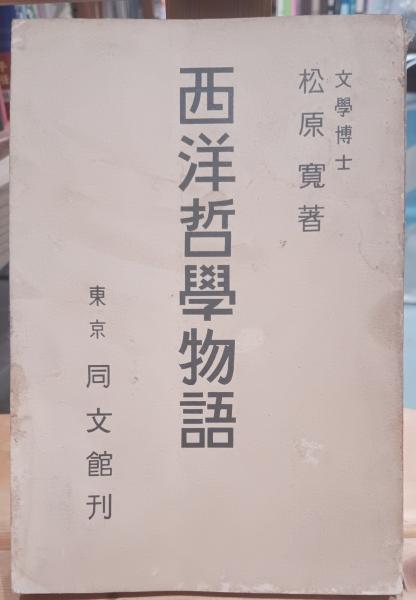 文學博士
松原寛著
西洋哲學物語
東京 同文館刊